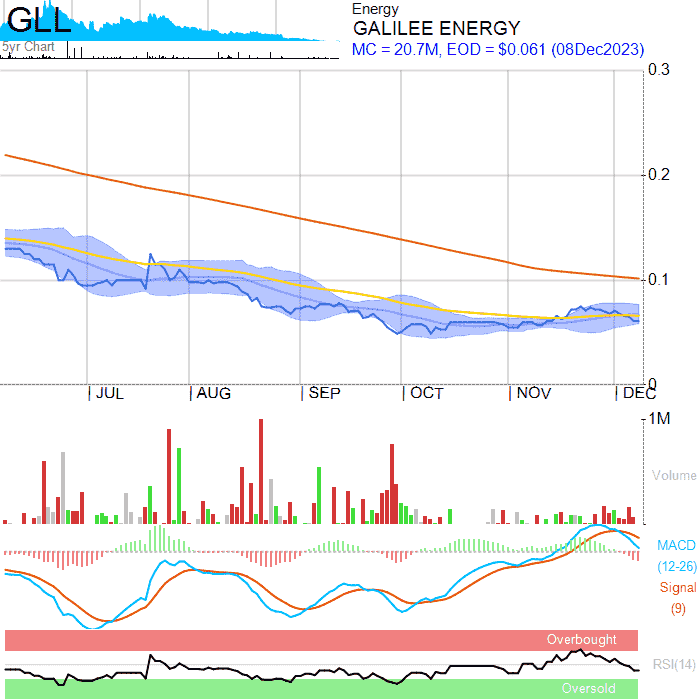 GLL
5yr Chart
Energy
GALILEE ENERGY
MC = 20.7M, EOD = $0.061 (08Dec2023)
0.3
0.2
0.1
0
JUL AUG SEP OCT NOV DEC
1M
Volume
MACD
(12-26)
Signal
(9)
Overbought
RSI(14)
Oversold